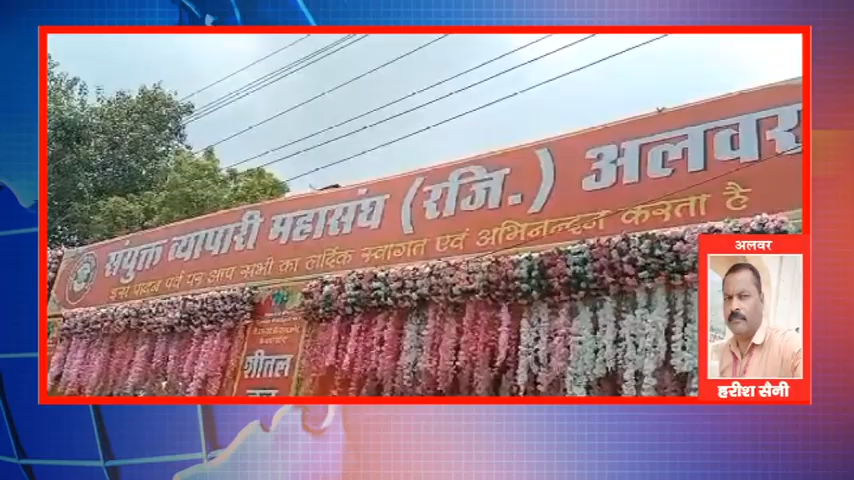 संयुक्त व्यापारी महासंघ (रजि.) अलवर
इस पावन पर्व पर आप सभी का हार्दिक स्वागत एवं अभिनन्दन करता है
शीतल
अलवर
हरीश सैनी